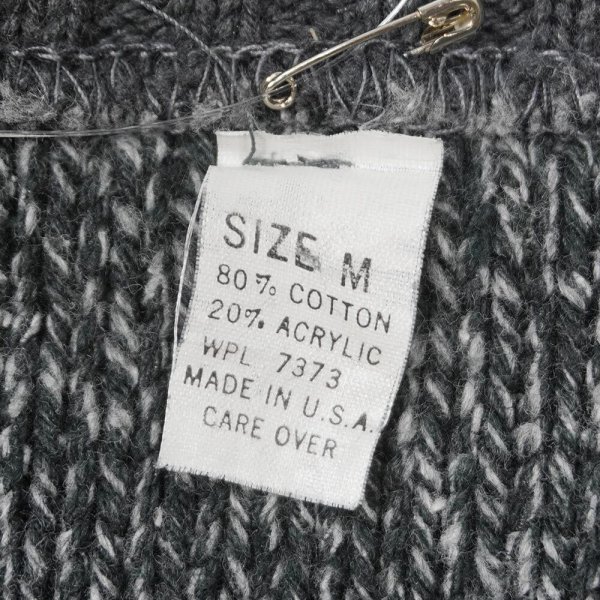 SIZE M
80% COTTON
20% ACRYLIC
WPL 7373
MADE IN U.S.A.
CARE OVER